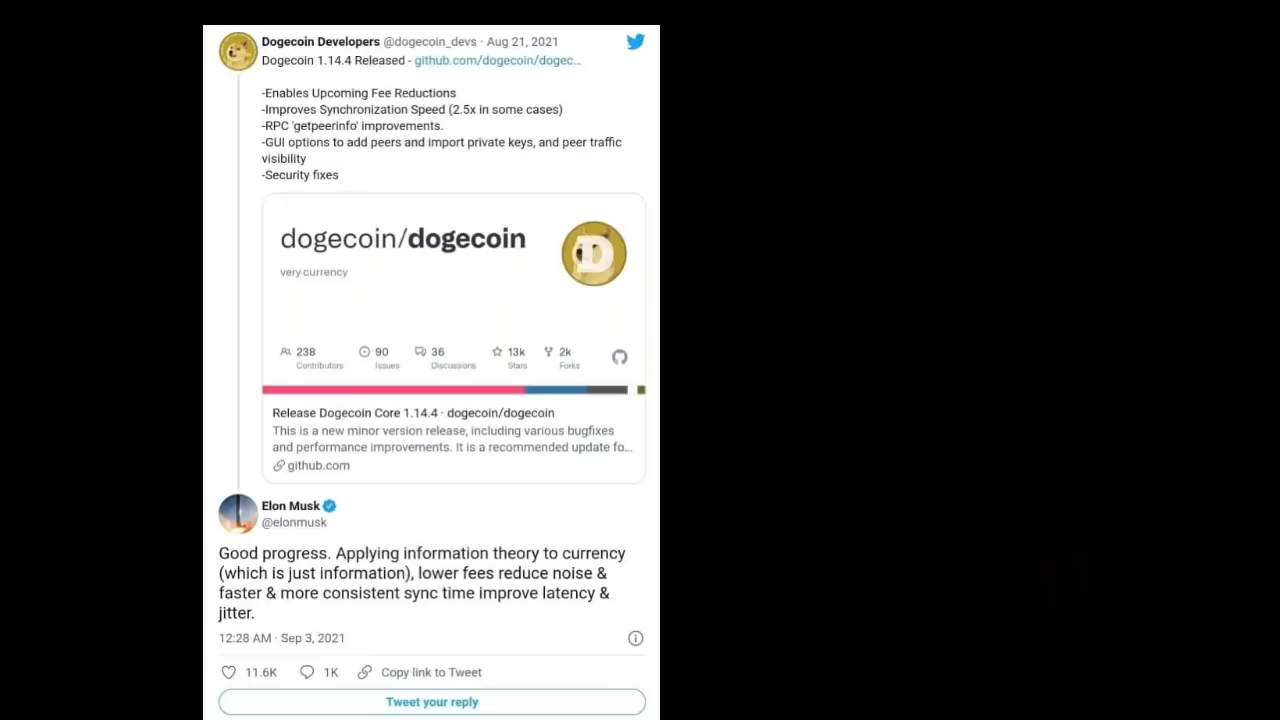 Dogecoin Developers @dogecoin_devs · Aug 21, 2021
Dogecoin 1.14.4 Released - github.com/dogecoin/dogec...
-Enables Upcoming Fee Reductions
-Improves Synchronization Speed (2.5x in some cases)
-RPC 'getpeerinfo' improvements.
-GUI options to add peers and import private keys, and peer traffic
visibility
-Security fixes
dogecoin/dogecoin
D
very currency
238 90 36 13k 2k
Contributors Issues Discussions Stars Forks
Release Dogecoin Core 1.14.4 · dogecoin/dogecoin
This is a new minor version release, including various bugfixes
and performance improvements. It is a recommended update fo...
github.com
Elon Musk
@elonmusk
Good progress. Applying information theory to currency
(which is just information), lower fees reduce noise &
faster & more consistent sync time improve latency &
jitter.
12:28 AM · Sep 3, 2021
11.6K 1K Copy link to Tweet
Tweet your reply